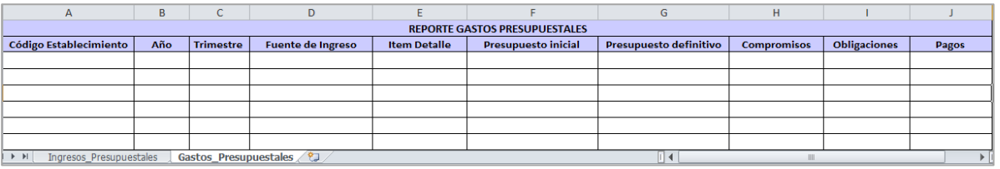 A B C D E F G H I J
REPORTE GASTOS PRESUPUESTALES
Código Establecimiento Año Trimestre Fuente de Ingreso Item Detalle Presupuesto inicial Presupuesto definitivo Compromisos Obligaciones Pagos
Ingresos_Presupuestales Gastos_Presupuestales